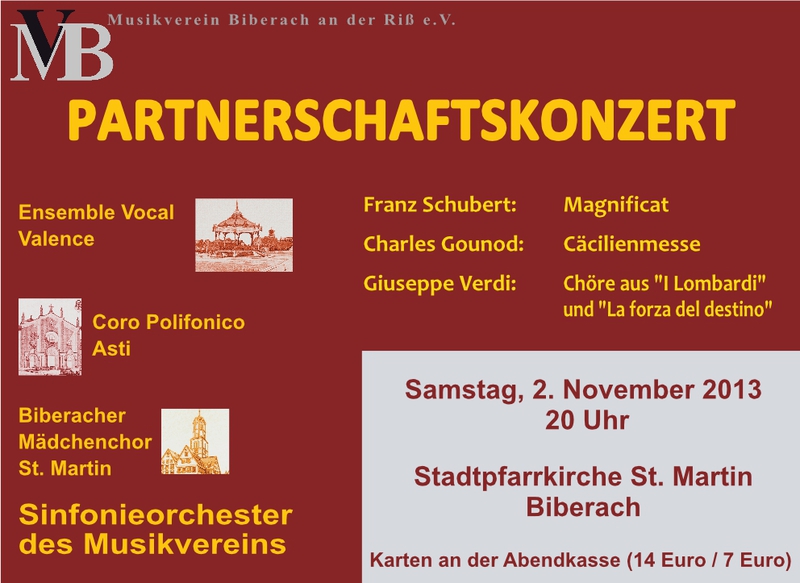 MVB
Musikverein Biberach an der Riß e.V.
PARTNERSCHAFTSKONZERT
Ensemble Vocal
Valence
Coro Polifonico
Asti
Biberacher
Mädchenchor
St. Martin
Sinfonieorchester
des Musikvereins
Franz Schubert: Magnificat
Charles Gounod: Cäcilienmesse
Giuseppe Verdi: Chöre aus "I Lombardi"
und "La forza del destino"
Samstag, 2. November 2013
20 Uhr
Stadtpfarrkirche St. Martin
Biberach
Karten an der Abendkasse (14 Euro / 7 Euro)